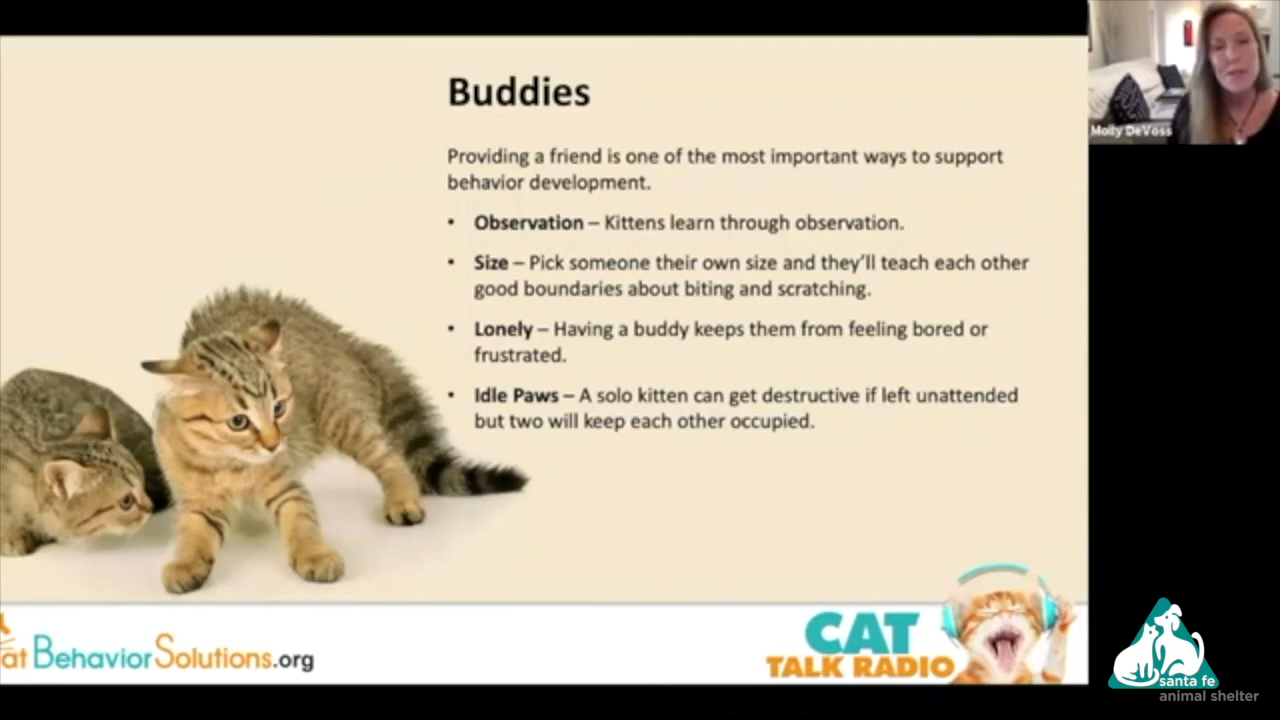 Buddies
Providing a friend is one of the most important ways to support
behavior development.
• Observation – Kittens learn through observation.
• Size – Pick someone their own size and they'll teach each other
good boundaries about biting and scratching.
• Lonely – Having a buddy keeps them from feeling bored or
frustrated.
• Idle Paws – A solo kitten can get destructive if left unattended
but two will keep each other occupied.
at BehaviorSolutions.org
CAT
TALK RADIO
Molly DeVoss
santa fe
animal shelter